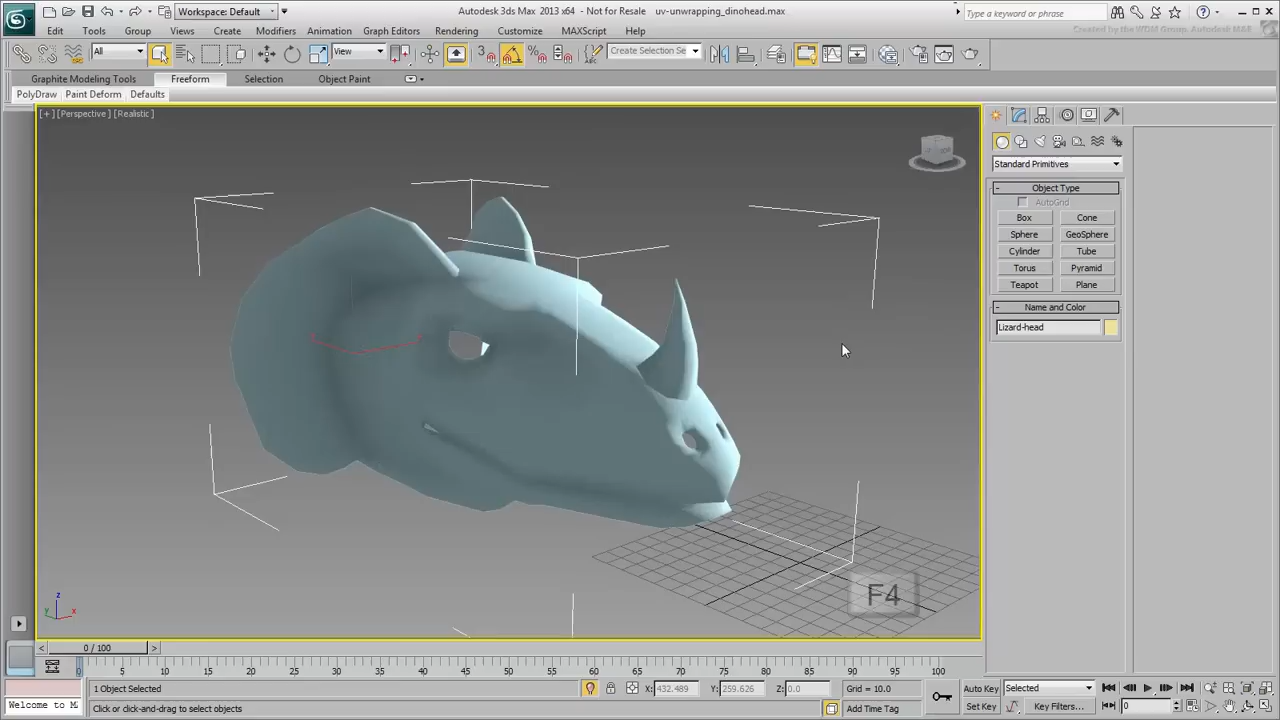 Workspace: Default
Autodesk 3ds Max 2013 x64 - Not for Resale uv-unwrapping_dinohead.max
Type a keyword or phrase
Edit Tools Group Views Create Modifiers Animation Graph Editors Rendering Customize MAXScript Help
Created by the WDM Group. Autodesk M&E
All
View
Create Selection Se
Graphite Modeling Tools Freeform Selection Object Paint
PolyDraw Paint Deform Defaults
[+][Perspective][Realistic]
Standard Primitives
- Object Type
AutoGrid
Box Cone
Sphere GeoSphere
Cylinder Tube
Torus Pyramid
Teapot Plane
- Name and Color
Lizard-head
F4
z
y x
< 0 / 100 >
0 5 10 15 20 25 30 35 40 45 50 55 60 65 70 75 80 85 90 95 100
1 Object Selected
X: 432.489 Y: 259.626 Z: 0.0
Grid = 10.0
Auto Key Selected
Welcome to M
Click or click-and-drag to select objects
Add Time Tag
Set Key Key Filters...
0